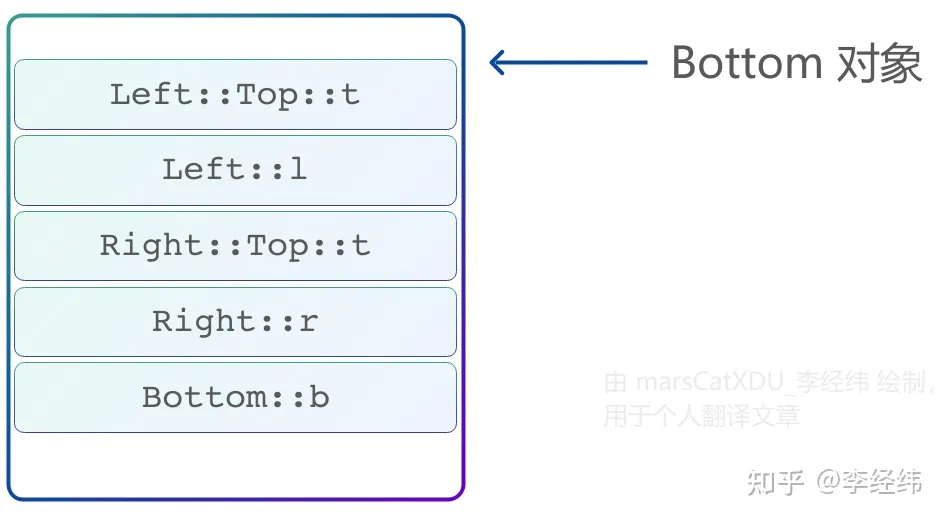 Bottom 对象
Left::Top::t
Left::l
Right::Top::t
Right::r
Bottom::b
由 marsCatXDU_李经纬 绘制,
用于个人翻译文章
知乎 @李经纬